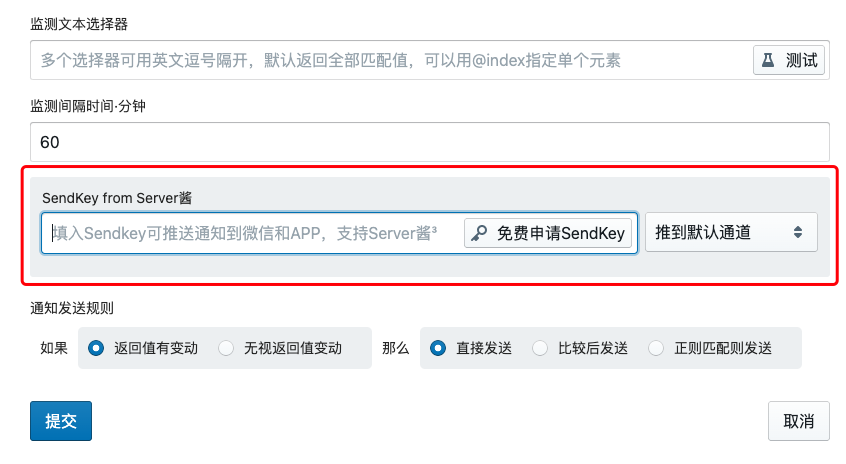 监测文本选择器
多个选择器可用英文逗号隔开，默认返回全部匹配值，可以用@index指定单个元素
测试
监测间隔时间·分钟
60
SendKey from Server酱
填入Sendkey可推送通知到微信和APP，支持Server酱³
免费申请SendKey
推到默认通道
通知发送规则
如果 返回值有变动 无视返回值变动 那么 直接发送 比较后发送 正则匹配则发送
提交 取消